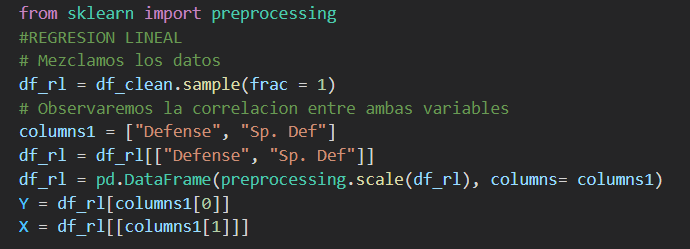 from sklearn import preprocessing
#REGRESION LINEAL
# Mezclamos los datos
df_rl = df_clean.sample(frac = 1)
# Observaremos la correlacion entre ambas variables
columns1 = ["Defense", "Sp. Def"]
df_rl = df_rl[["Defense", "Sp. Def"]]
df_rl = pd.DataFrame(preprocessing.scale(df_rl), columns= columns1)
Y = df_rl[columns1[0]]
X = df_rl[[columns1[1]]]